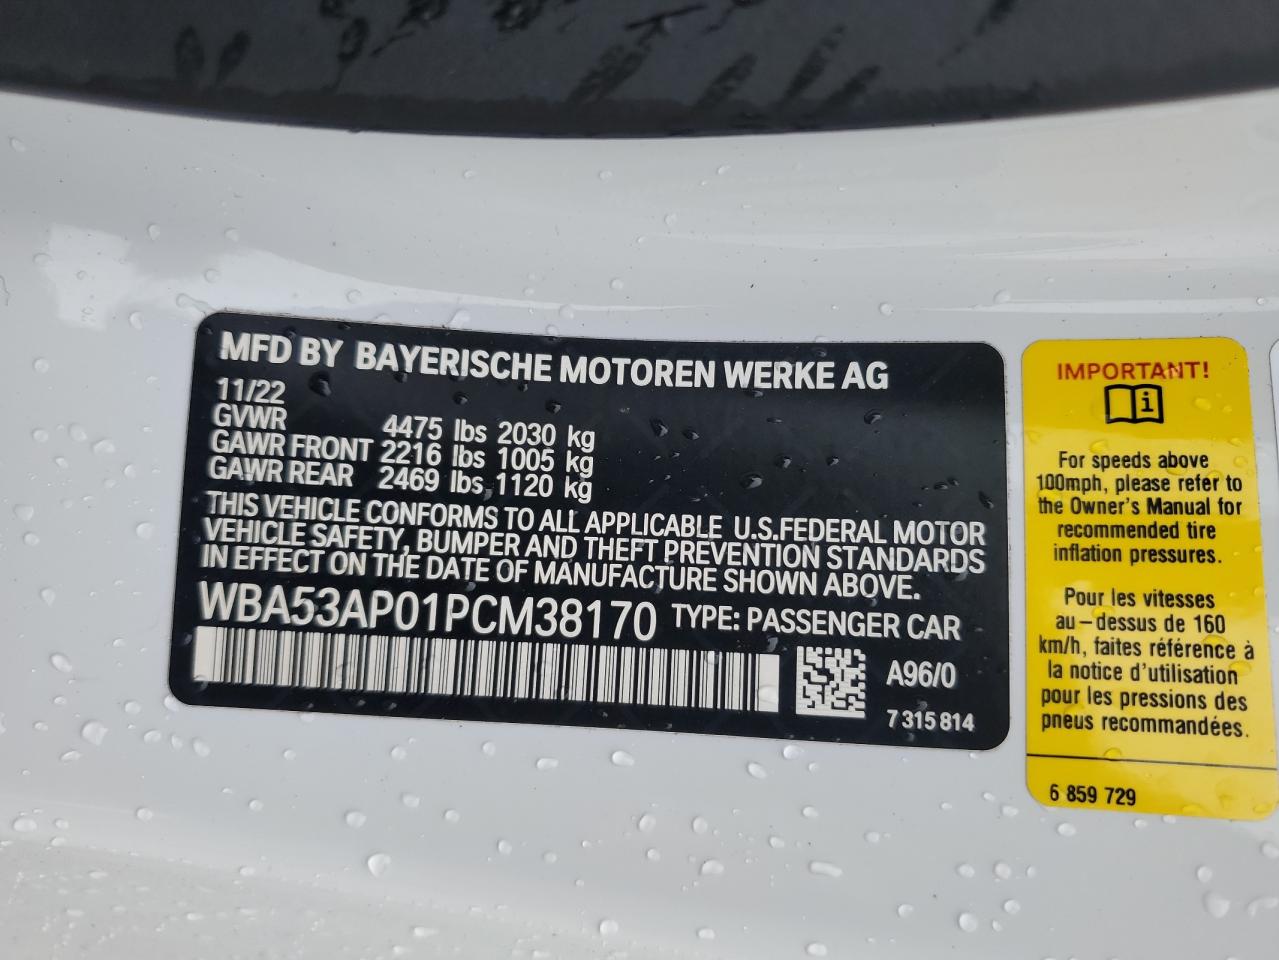 MFD BY BAYERISCHE MOTOREN WERKE AG
11/22
GVWR 4475 lbs 2030 kg
GAWR FRONT 2216 lbs 1005 kg
GAWR REAR 2469 lbs 1120 kg
THIS VEHICLE CONFORMS TO ALL APPLICABLE U.S.FEDERAL MOTOR
VEHICLE SAFETY, BUMPER AND THEFT PREVENTION STANDARDS
IN EFFECT ON THE DATE OF MANUFACTURE SHOWN ABOVE.
WBA53AP01PCM38170 TYPE: PASSENGER CAR
A96/0
7 315 814
IMPORTANT!
i
For speeds above
100mph, please refer to
the Owner's Manual for
recommended tire
inflation pressures.
Pour les vitesses
au-dessus de 160
km/h, faites référence à
la notice d'utilisation
pour les pressions des
pneus recommandées.
6 859 729